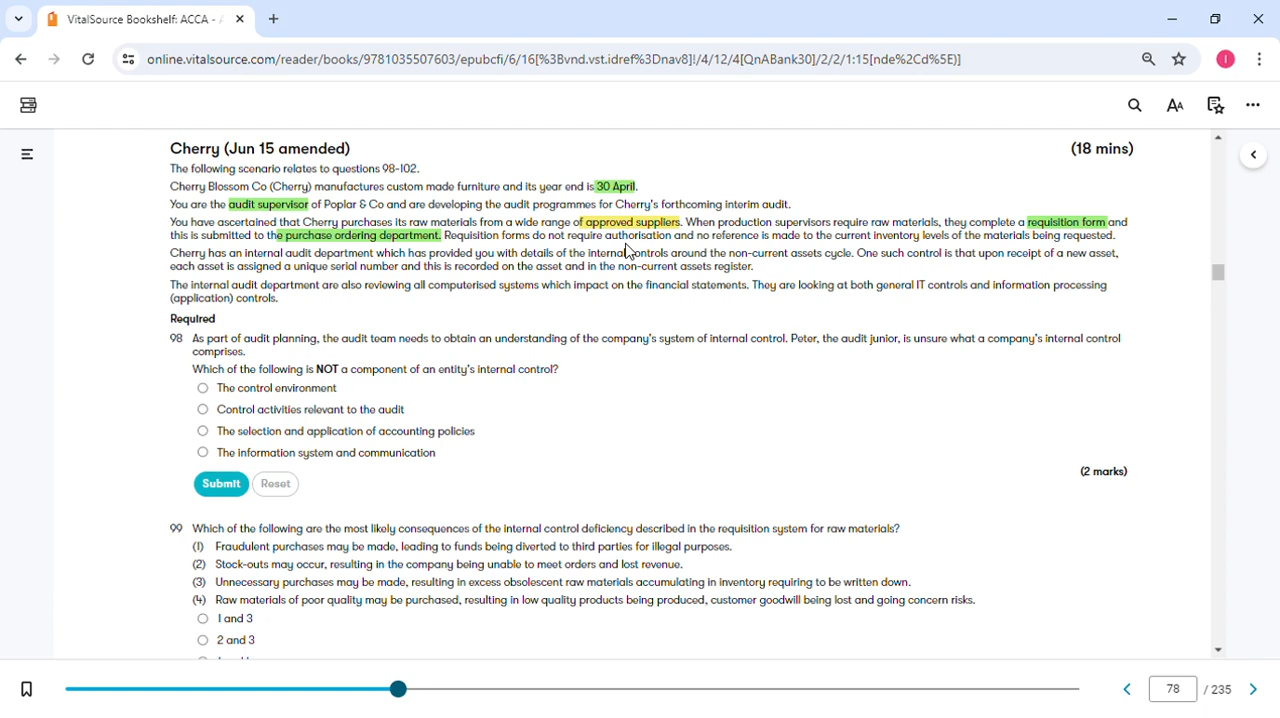 VitalSource Bookshelf: ACCA -
online.vitalsource.com/reader/books/9781035507603/epubcfi/6/16[%3Bvnd.vst.idref%3Dnav8]!/4/12/4[QnABank30]/2/2/1:15[nde%2Cd%5E)]
I
AA
Cherry (Jun 15 amended) (18 mins)
The following scenario relates to questions 98-102.
Cherry Blossom Co (Cherry) manufactures custom made furniture and its year end is 30 April.
You are the audit supervisor of Poplar & Co and are developing the audit programmes for Cherry's forthcoming interim audit.
You have ascertained that Cherry purchases its raw materials from a wide range of approved suppliers. When production supervisors require raw materials, they complete a requisition form and
this is submitted to the purchase ordering department. Requisition forms do not require authorisation and no reference is made to the current inventory levels of the materials being requested.
Cherry has an internal audit department which has provided you with details of the internal controls around the non-current assets cycle. One such control is that upon receipt of a new asset,
each asset is assigned a unique serial number and this is recorded on the asset and in the non-current assets register.
The internal audit department are also reviewing all computerised systems which impact on the financial statements. They are looking at both general IT controls and information processing
(application) controls.
Required
98 As part of audit planning, the audit team needs to obtain an understanding of the company's system of internal control. Peter, the audit junior, is unsure what a company's internal control
comprises.
Which of the following is NOT a component of an entity's internal control?
The control environment
Control activities relevant to the audit
The selection and application of accounting policies
The information system and communication
(2 marks)
Submit Reset
99 Which of the following are the most likely consequences of the internal control deficiency described in the requisition system for raw materials?
(1) Fraudulent purchases may be made, leading to funds being diverted to third parties for illegal purposes.
(2) Stock-outs may occur, resulting in the company being unable to meet orders and lost revenue.
(3) Unnecessary purchases may be made, resulting in excess obsolescent raw materials accumulating in inventory requiring to be written down.
(4) Raw materials of poor quality may be purchased, resulting in low quality products being produced, customer goodwill being lost and going concern risks.
1 and 3
2 and 3
78 / 235